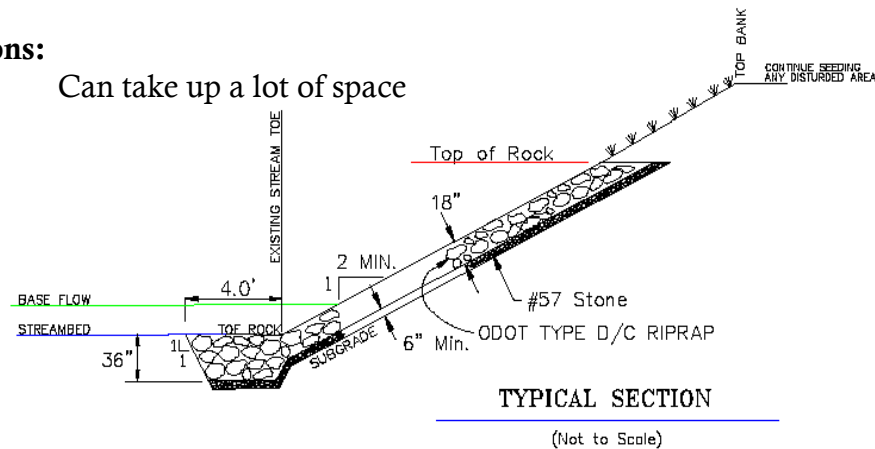 ons:
Can take up a lot of space
TOP BANK
CONTINUE SEEDING
ANY DISTURDED AREA
EXISTING STREAM TOE
Top of Rock
18"
2 MIN.
1
4.0'
BASE FLOW
STREAMBED
TOE ROCK
1L
1
36"
SUBGRADE
6" Min.
#57 Stone
ODOT TYPE D/C RIPRAP
TYPICAL SECTION
(Not to Scale)